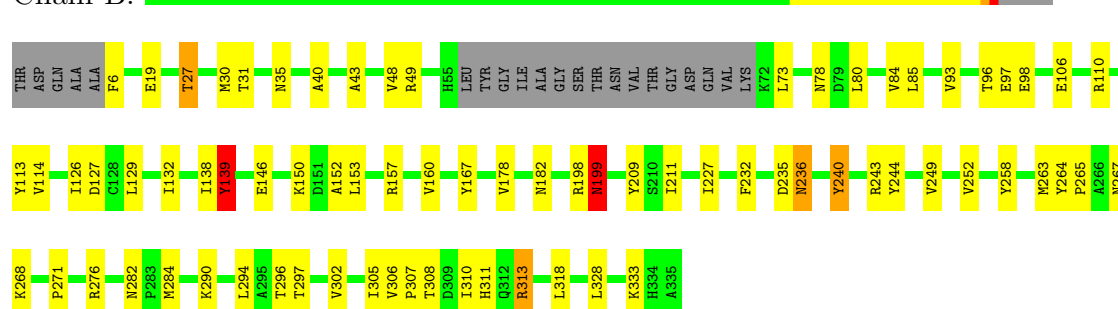 THR ASP GLN ALA ALA F6 E19 T27 M30 T31 N35 A40 A43 V48 R49 H55 LEU TYR GLY ILE ALA GLY SER THR ASN VAL THR GLY ASP GLN VAL LYS K72 L73 N78 D79 L80 V84 L85 V93 T96 E97 E98 E106 R110
Y113 V114 I126 D127 C128 L129 I132 I138 Y139 E146 K150 D151 A152 L153 R157 V160 Y167 V178 N182 R198 N199 Y209 S210 I211 I227 F232 D235 N236 Y240 R243 Y244 V249 V252 Y258 M263 Y264 P265 A266 N267
K268 P271 R276 N282 P283 M284 K290 L294 A295 T296 T297 V302 I305 V306 P307 T308 D309 I310 H311 Q312 R313 L318 L328 K333 H334 A335